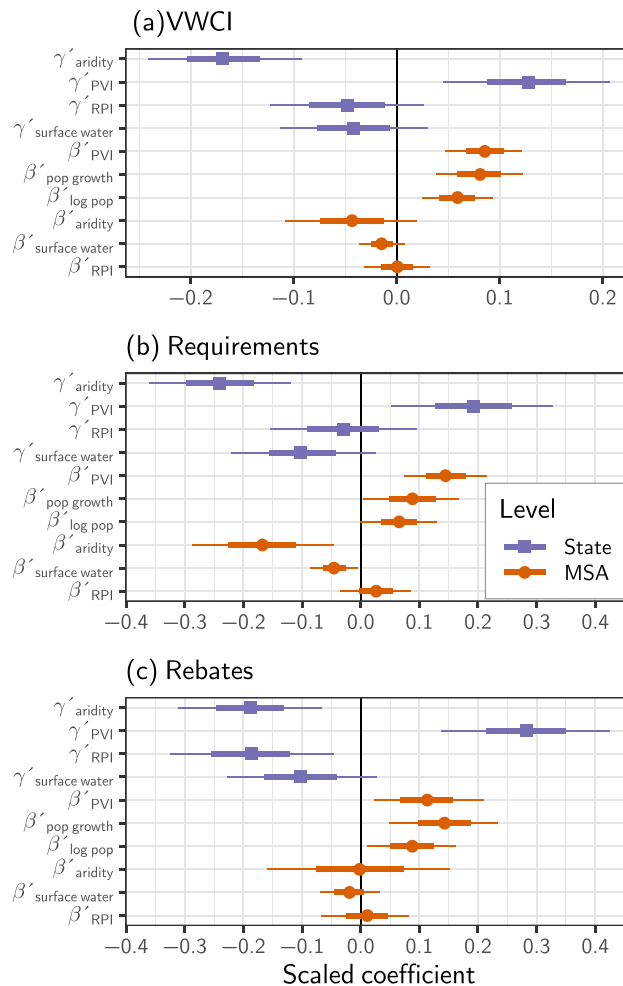 (a)VWCI
γ´aridity
γ´PVI
γ´RPI
γ´surface water
β´PVI
β´pop growth
β´log pop
β´aridity
β´surface water
β´RPI
−0.2 −0.1 0.0 0.1 0.2
(b) Requirements
γ´aridity
γ´PVI
γ´RPI
γ´surface water
β´PVI
β´pop growth
β´log pop
β´aridity
β´surface water
β´RPI
Level
State
MSA
−0.4 −0.3 −0.2 −0.1 0.0 0.1 0.2 0.3 0.4
(c) Rebates
γ´aridity
γ´PVI
γ´RPI
γ´surface water
β´PVI
β´pop growth
β´log pop
β´aridity
β´surface water
β´RPI
−0.4 −0.3 −0.2 −0.1 0.0 0.1 0.2 0.3 0.4
Scaled coefficient